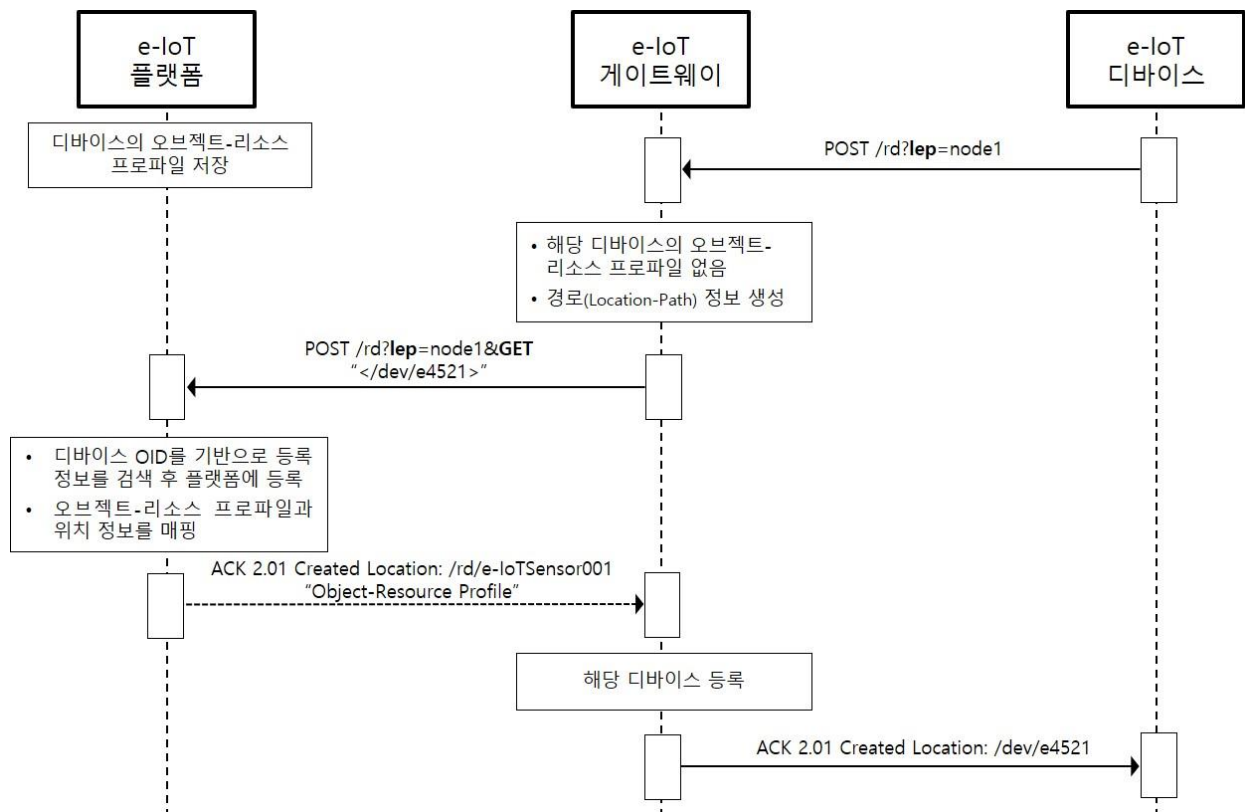 e-IoT
플랫폼
e-IoT
게이트웨이
e-IoT
디바이스
디바이스의 오브젝트-리소스
프로파일 저장
POST /rd?lep=node1
• 해당 디바이스의 오브젝트-
리소스 프로파일 없음
• 경로(Location-Path) 정보 생성
POST /rd?lep=node1&GET
“</dev/e4521>”
• 디바이스 OID를 기반으로 등록
정보를 검색 후 플랫폼에 등록
• 오브젝트-리소스 프로파일과
위치 정보를 매핑
ACK 2.01 Created Location: /rd/e-IoTSensor001
“Object-Resource Profile”
해당 디바이스 등록
ACK 2.01 Created Location: /dev/e4521